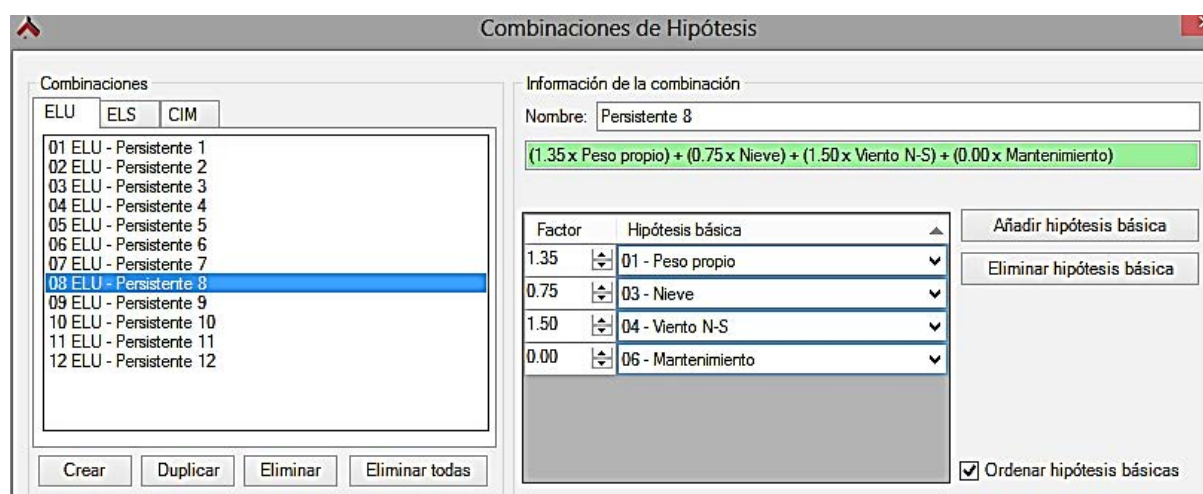 Combinaciones de Hipótesis
Combinaciones
ELU ELS CIM
01 ELU - Persistente 1
02 ELU - Persistente 2
03 ELU - Persistente 3
04 ELU - Persistente 4
05 ELU - Persistente 5
06 ELU - Persistente 6
07 ELU - Persistente 7
08 ELU - Persistente 8
09 ELU - Persistente 9
10 ELU - Persistente 10
11 ELU - Persistente 11
12 ELU - Persistente 12
Crear Duplicar Eliminar Eliminar todas
Información de la combinación
Nombre: Persistente 8
(1.35 x Peso propio) + (0.75 x Nieve) + (1.50 x Viento N-S) + (0.00 x Mantenimiento)
Factor Hipótesis básica
1.35 01 - Peso propio
0.75 03 - Nieve
1.50 04 - Viento N-S
0.00 06 - Mantenimiento
Añadir hipótesis básica
Eliminar hipótesis básica
Ordenar hipótesis básicas